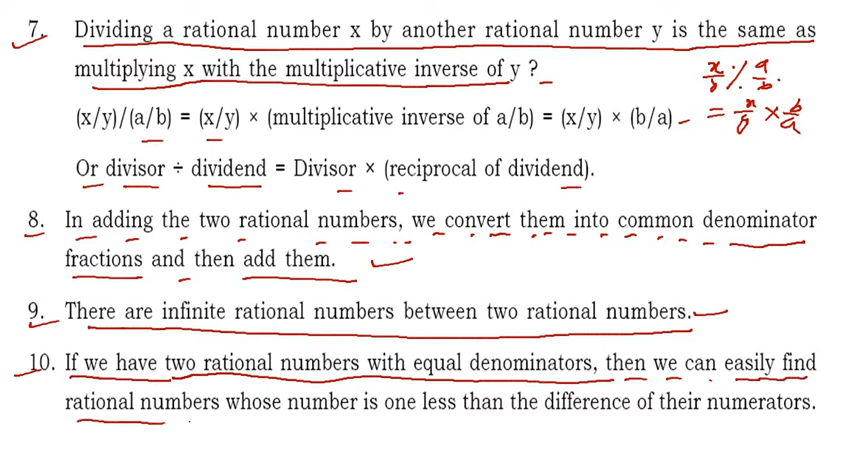 7. Dividing a rational number x by another rational number y is the same as
multiplying x with the multiplicative inverse of y ?
x/y ÷ a/b.
(x/y)/(a/b) = (x/y) × (multiplicative inverse of a/b) = (x/y) × (b/a)
= x/y × b/a
Or divisor ÷ dividend = Divisor × (reciprocal of dividend).
8. In adding the two rational numbers, we convert them into common denominator
fractions and then add them.
9. There are infinite rational numbers between two rational numbers.
10. If we have two rational numbers with equal denominators, then we can easily find
rational numbers whose number is one less than the difference of their numerators.